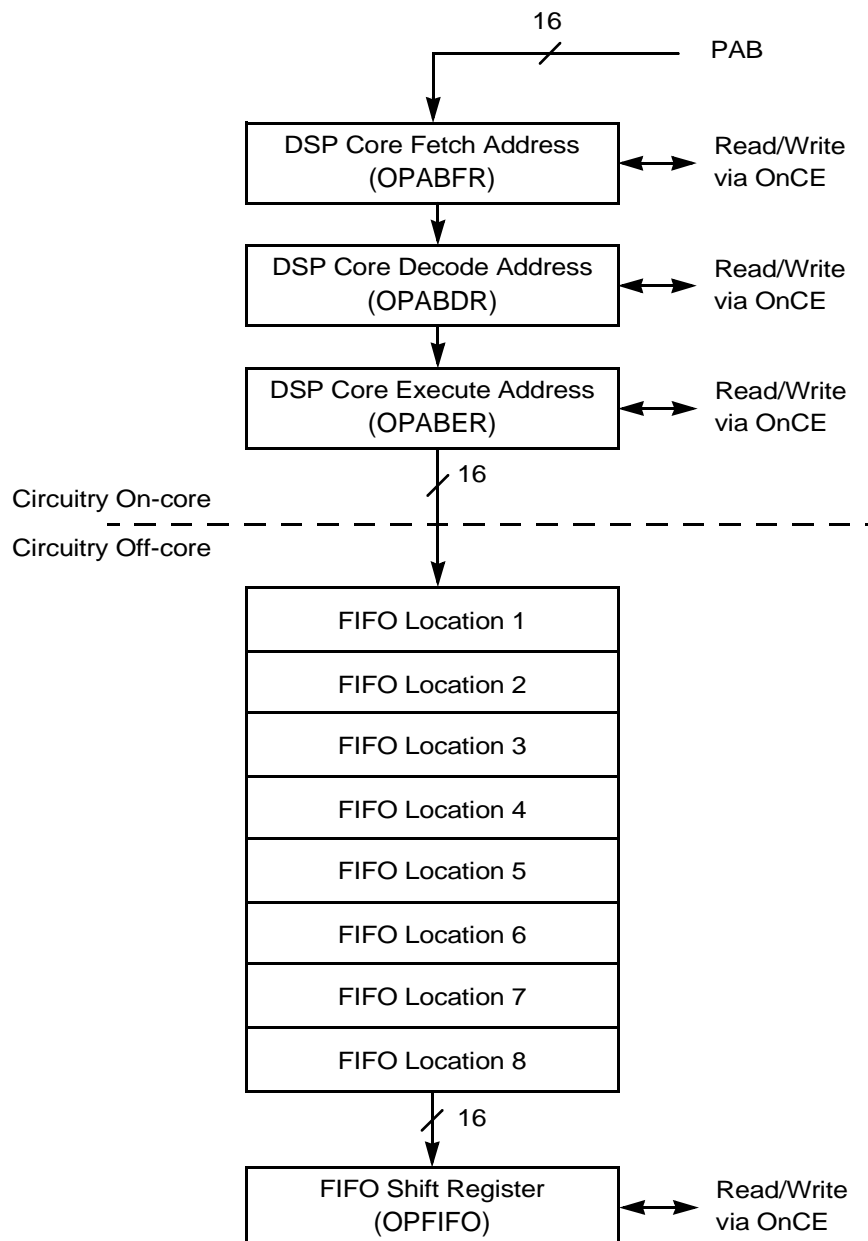 16
PAB
DSP Core Fetch Address
(OPABFR)
Read/Write
via OnCE
DSP Core Decode Address
(OPABDR)
Read/Write
via OnCE
DSP Core Execute Address
(OPABER)
Read/Write
via OnCE
16
Circuitry On-core
Circuitry Off-core
FIFO Location 1
FIFO Location 2
FIFO Location 3
FIFO Location 4
FIFO Location 5
FIFO Location 6
FIFO Location 7
FIFO Location 8
16
FIFO Shift Register
(OPFIFO)
Read/Write
via OnCE